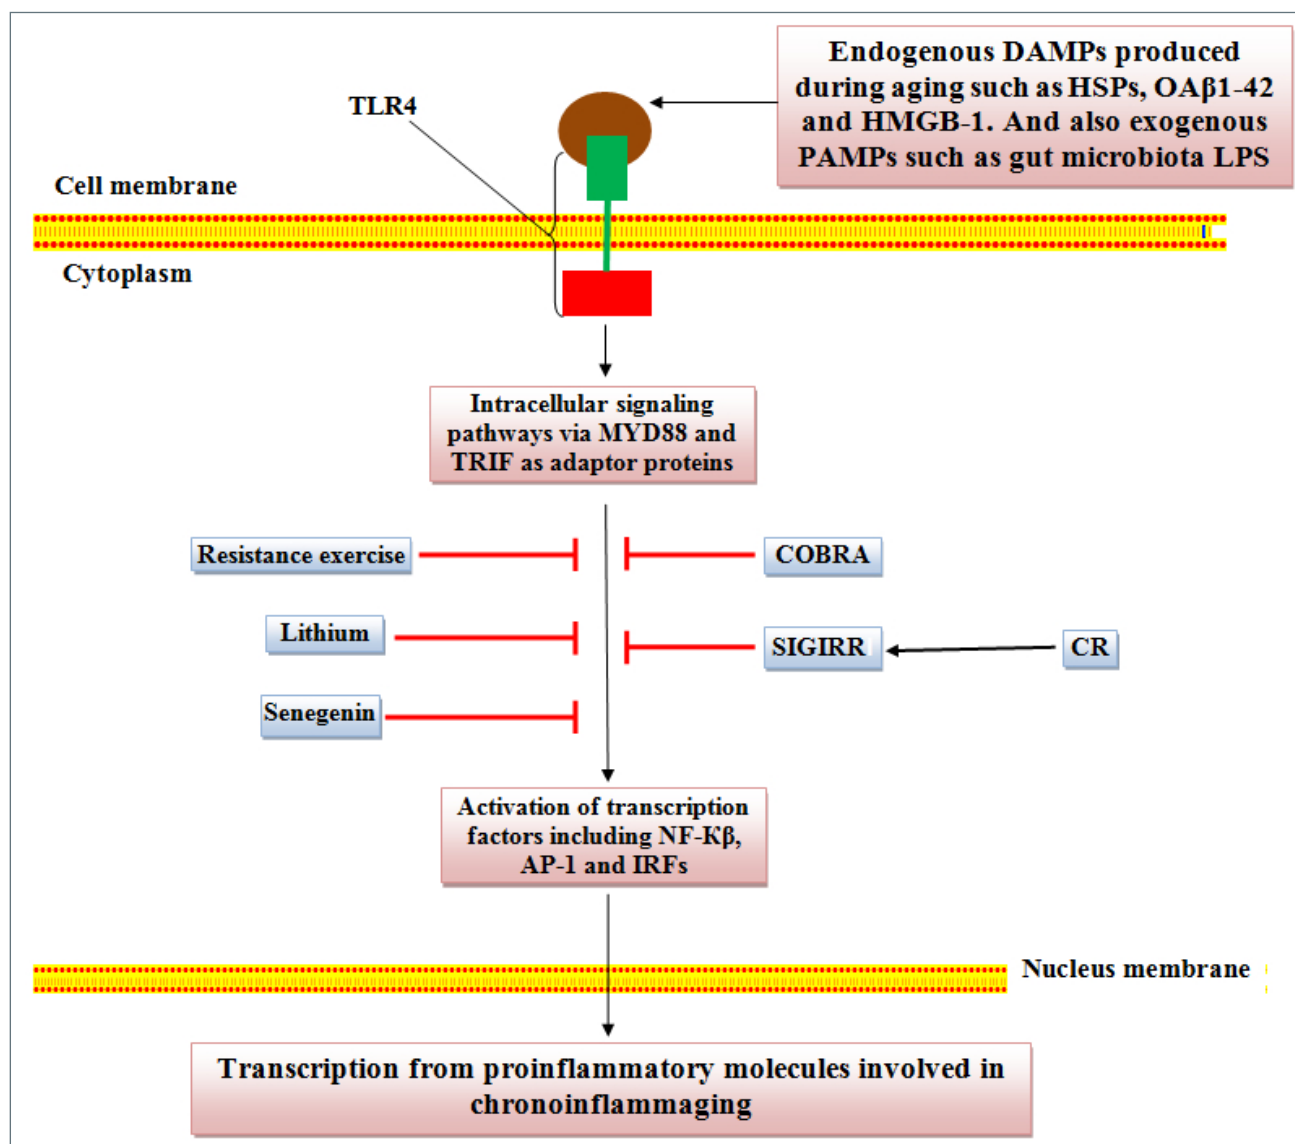 Endogenous DAMPs produced
during aging such as HSPs, OAβ1-42
and HMGB-1. And also exogenous
PAMPs such as gut microbiota LPS
TLR4
Cell membrane
Cytoplasm
Intracellular signaling
pathways via MYD88 and
TRIF as adaptor proteins
Resistance exercise
COBRA
Lithium
SIGIRR
CR
Senegenin
Activation of transcription
factors including NF-Kβ,
AP-1 and IRFs
Nucleus membrane
Transcription from proinflammatory molecules involved in
chronoinflammaging